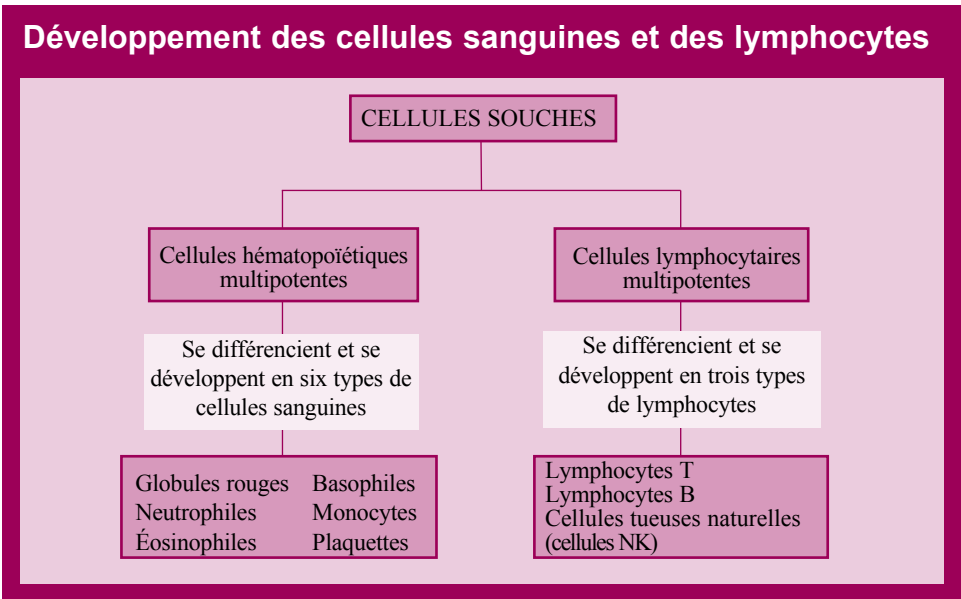 Développement des cellules sanguines et des lymphocytes
CELLULES SOUCHES
Cellules hématopoïétiques
multipotentes
Se différencient et se
développent en six types de
cellules sanguines
Globules rouges Basophiles
Neutrophiles Monocytes
Éosinophiles Plaquettes
Cellules lymphocytaires
multipotentes
Se différencient et se
développent en trois types
de lymphocytes
Lymphocytes T
Lymphocytes B
Cellules tueuses naturelles
(cellules NK)